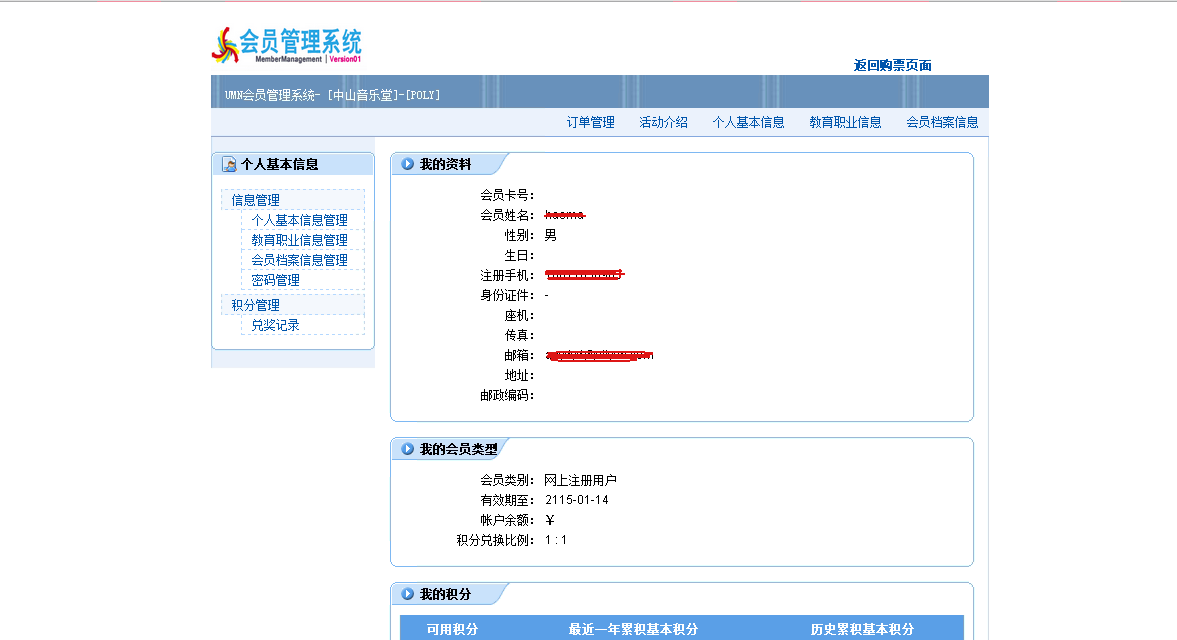 会员管理系统
MemberManagement | Version01
返回购票页面
UMN会员管理系统- [中山音乐堂]-[POLY]
订单管理 活动介绍 个人基本信息 教育职业信息 会员档案信息
个人基本信息
信息管理
个人基本信息管理
教育职业信息管理
会员档案信息管理
密码管理
积分管理
兑奖记录
我的资料
会员卡号：
会员姓名：
性别： 男
生日：
注册手机：
身份证件： -
座机：
传真：
邮箱：
地址：
邮政编码：
我的会员类型
会员类别： 网上注册用户
有效期至： 2115-01-14
帐户余额： ￥
积分兑换比例： 1 : 1
我的积分
可用积分 最近一年累积基本积分 历史累积基本积分